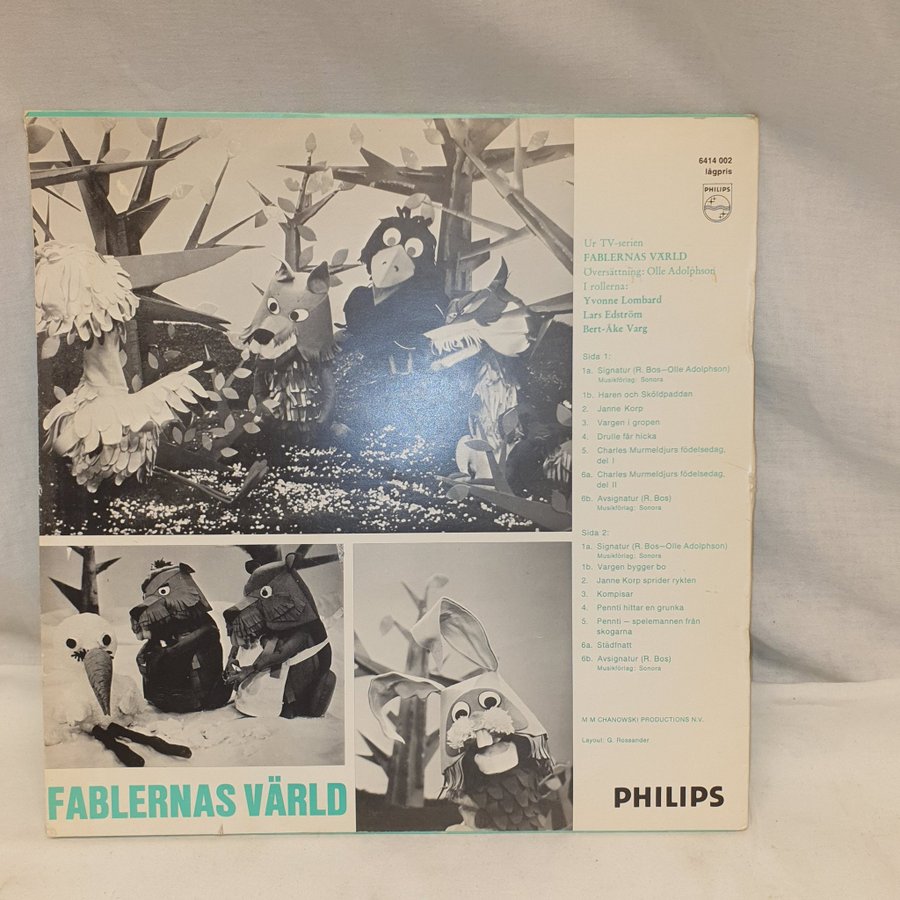 6414 002
lågpris
PHILIPS
Ur TV-serien
FABLERNAS VÄRLD
Översättning: Olle Adolphson
I rollerna:
Yvonne Lombard
Lars Edström
Bert-Åke Varg
Sida 1:
1a. Signatur (R. Bos—Olle Adolphson)
Musikförlag: Sonora
1b. Haren och Sköldpaddan
2. Janne Korp
3. Vargen i gropen
4. Drulle får hicka
5. Charles Murmeldjurs födelsedag,
del I
6a. Charles Murmeldjurs födelsedag,
del II
6b. Avsignatur (R. Bos)
Musikförlag: Sonora
Sida 2:
1a. Signatur (R. Bos—Olle Adolphson)
Musikförlag: Sonora
1b. Vargen bygger bo
2. Janne Korp sprider rykten
3. Kompisar
4. Pennti hittar en grunka
5. Pennti — spelemannen från
skogarna
6a. Städfnatt
6b. Avsignatur (R. Bos)
Musikförlag: Sonora
M M CHANOWSKI PRODUCTIONS N.V.
Layout: G. Rossander
PHILIPS
FABLERNAS VÄRLD